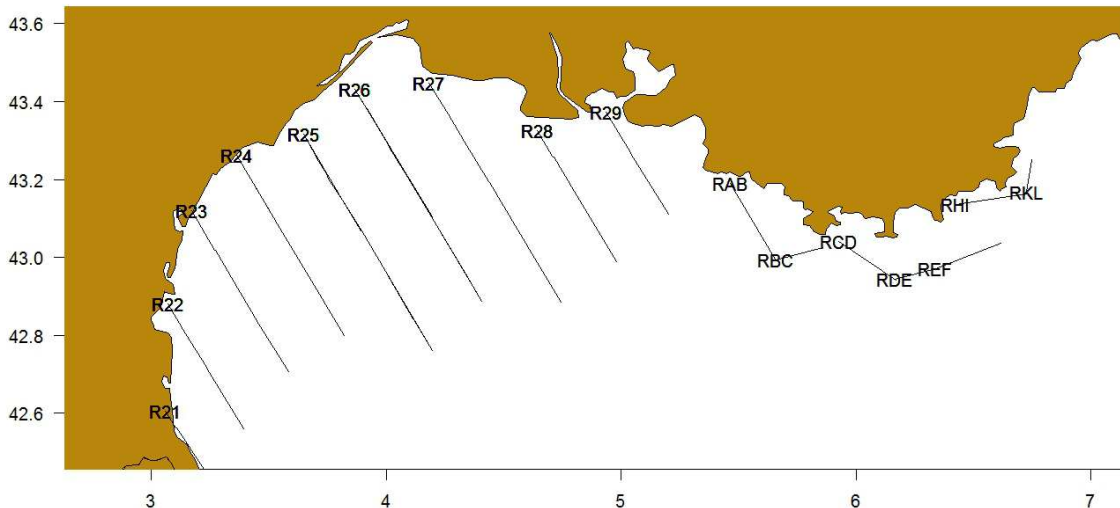 43.6
43.4
43.2
43.0
42.8
42.6
R27
R26
R29
R28
R25
R24
RAB
RKL
RHI
R23
RCD
RBC
REF
RDE
R22
R21
3 4 5 6 7